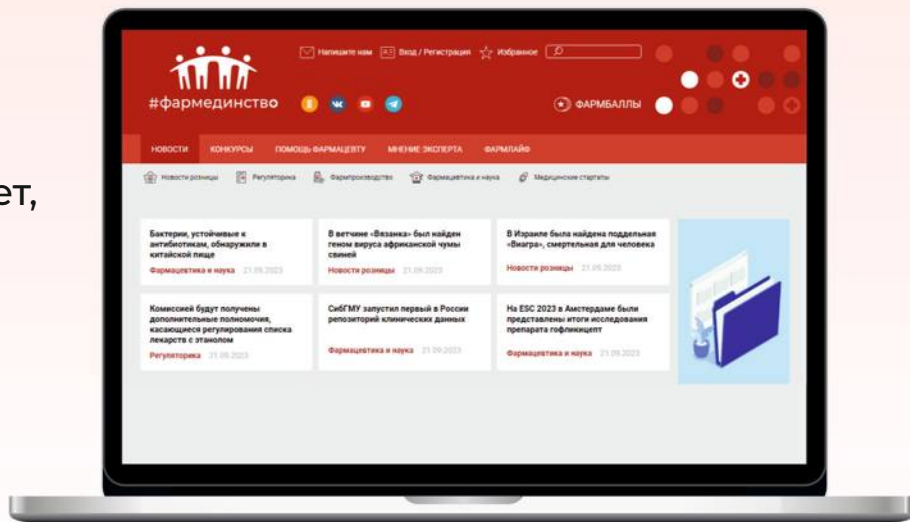 ет,
Напишите нам
Вход / Регистрация
Избранное
#фармединство
ФАРМБАЛЛЫ
НОВОСТИ
КОНКУРСЫ
ПОМОЩЬ ФАРМАЦЕВТУ
МНЕНИЕ ЭКСПЕРТА
ФАРМЛАЙФ
Новости розницы
Регуляторика
Фармпроизводство
Фармацевтика и наука
Медицинские стартапы
Бактерии, устойчивые к
антибиотикам, обнаружили в
китайской пище
Фармацевтика и наука 21.09.2023
В ветчине «Вязанка» был найден
геном вируса африканской чумы
свиней
Новости розницы 21.09.2023
В Израиле была найдена поддельная
«Виагра», смертельная для человека
Новости розницы 21.09.2023
Комиссией будут получены
дополнительные полномочия,
касающиеся регулирования списка
лекарств с этанолом
Регуляторика 21.09.2023
СибГМУ запустил первый в России
репозиторий клинических данных
Фармацевтика и наука 21.09.2023
На ESC 2023 в Амстердаме были
представлены итоги исследования
препарата гофликицепт
Фармацевтика и наука 21.09.2023